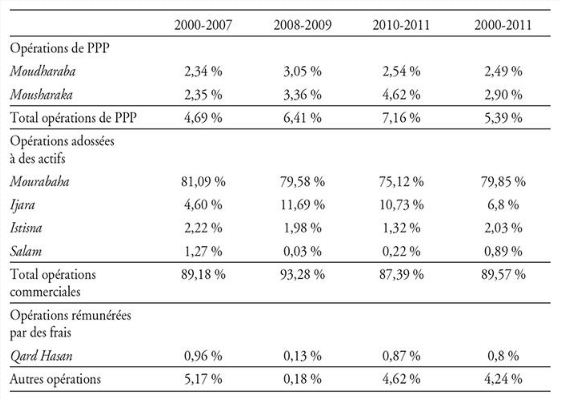 2000-2007 2008-2009 2010-2011 2000-2011
Opérations de PPP
Moudharaba 2,34 % 3,05 % 2,54 % 2,49 %
Mousharaka 2,35 % 3,36 % 4,62 % 2,90 %
Total opérations de PPP 4,69 % 6,41 % 7,16 % 5,39 %
Opérations adossées
à des actifs
Mourabaha 81,09 % 79,58 % 75,12 % 79,85 %
Ijara 4,60 % 11,69 % 10,73 % 6,8 %
Istisna 2,22 % 1,98 % 1,32 % 2,03 %
Salam 1,27 % 0,03 % 0,22 % 0,89 %
Total opérations 89,18 % 93,28 % 87,39 % 89,57 %
commerciales
Opérations rémunérées
par des frais
Qard Hasan 0,96 % 0,13 % 0,87 % 0,8 %
Autres opérations 5,17 % 0,18 % 4,62 % 4,24 %